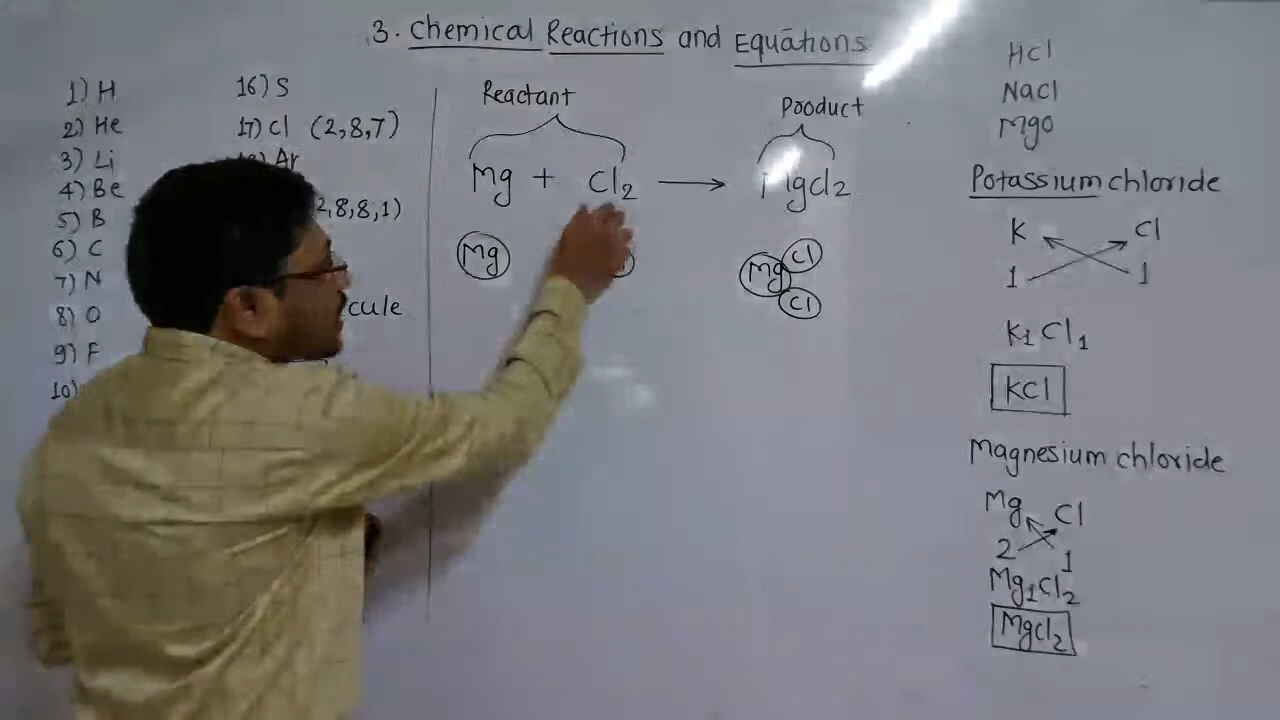 3. Chemical Reactions and Equations
1) H
2) He
3) Li
4) Be
5) B
6) C
7) N
8) O
9) F
10)
16) S
17) Cl (2,8,7)
Ar
2,8,8,1)
cule
Reactant
Product
Mg + Cl2 → MgCl2
Mg
Mg Cl
Cl
HCl
NaCl
MgO
Potassium chloride
K Cl
1 1
K1Cl1
KCl
Magnesium chloride
Mg Cl
2 1
Mg1Cl2
MgCl2